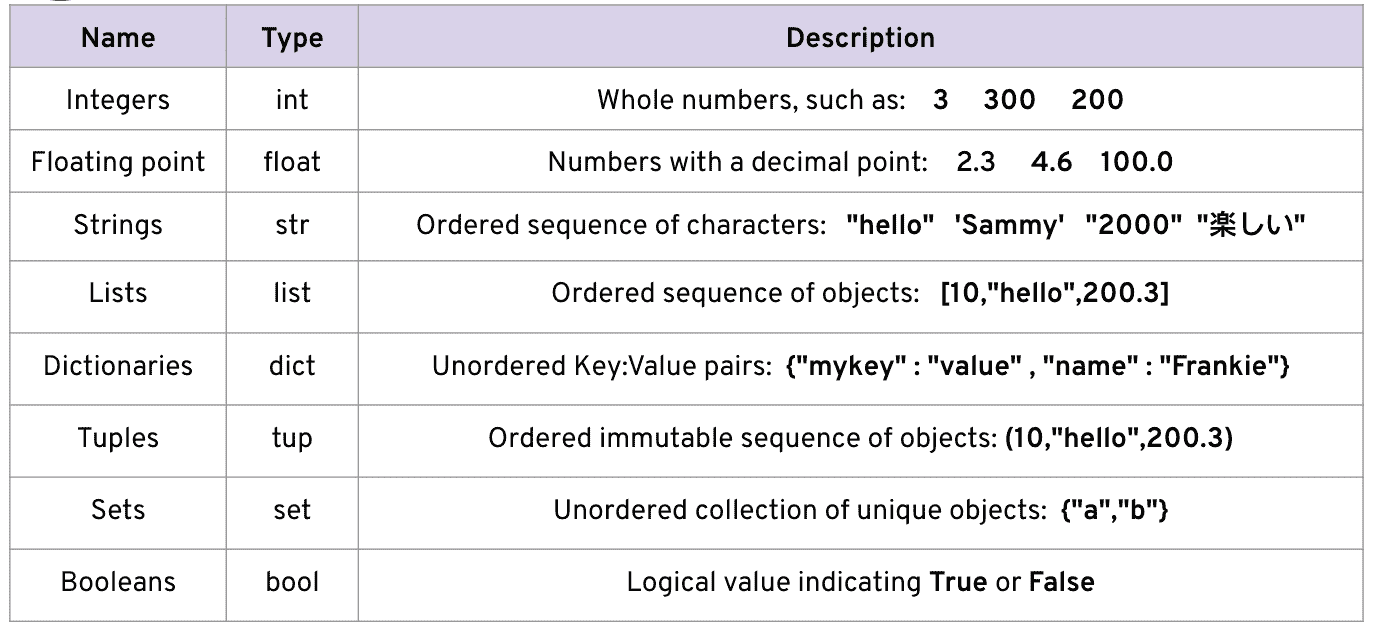 Name Type Description
Integers int Whole numbers, such as: 3 300 200
Floating point float Numbers with a decimal point: 2.3 4.6 100.0
Strings str Ordered sequence of characters: "hello" 'Sammy' "2000" "楽しい"
Lists list Ordered sequence of objects: [10,"hello",200.3]
Dictionaries dict Unordered Key:Value pairs: {"mykey" : "value" , "name" : "Frankie"}
Tuples tup Ordered immutable sequence of objects: (10,"hello",200.3)
Sets set Unordered collection of unique objects: {"a","b"}
Booleans bool Logical value indicating True or False